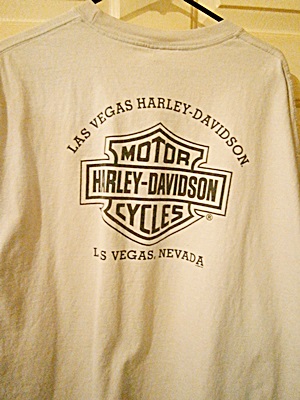 LAS VEGAS HARLEY-DAVIDSON
MOTOR
HARLEY-DAVIDSON
CYCLES
®
LS VEGAS, NEVADA